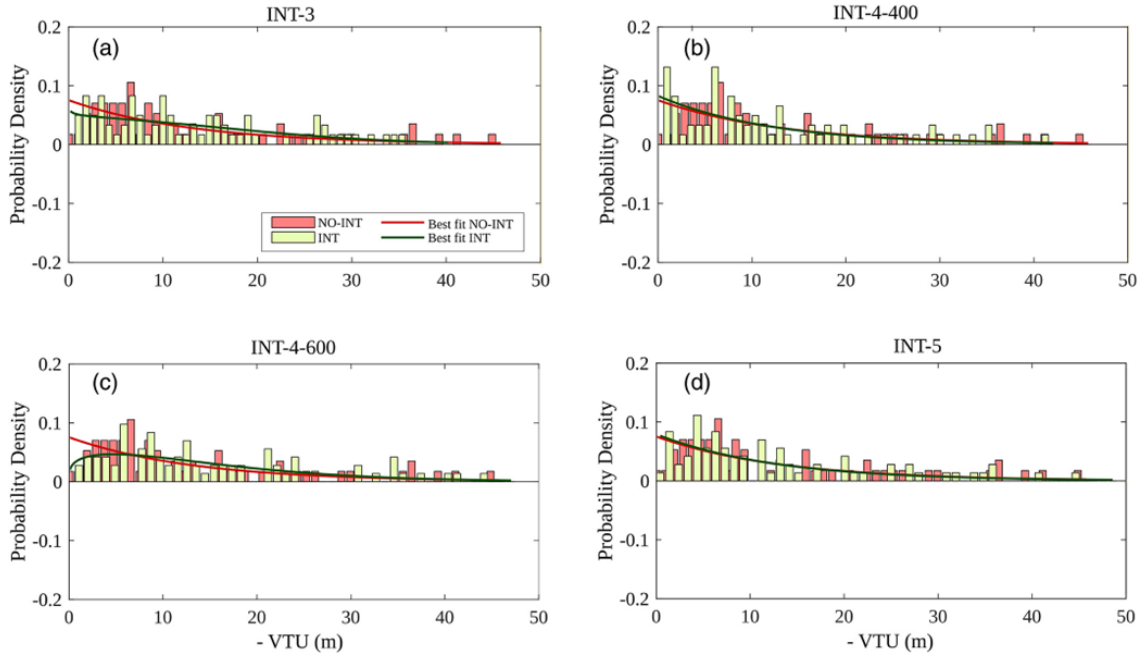 INT-3
(a)
Probability Density
0.2
0.1
0
-0.1
-0.2
NO-INT
INT
Best fit NO-INT
Best fit INT
0 10 20 30 40 50
INT-4-400
(b)
Probability Density
0.2
0.1
0
-0.1
-0.2
0 10 20 30 40 50
INT-4-600
(c)
Probability Density
0.2
0.1
0
-0.1
-0.2
0 10 20 30 40 50
- VTU (m)
INT-5
(d)
Probability Density
0.2
0.1
0
-0.1
-0.2
0 10 20 30 40 50
- VTU (m)